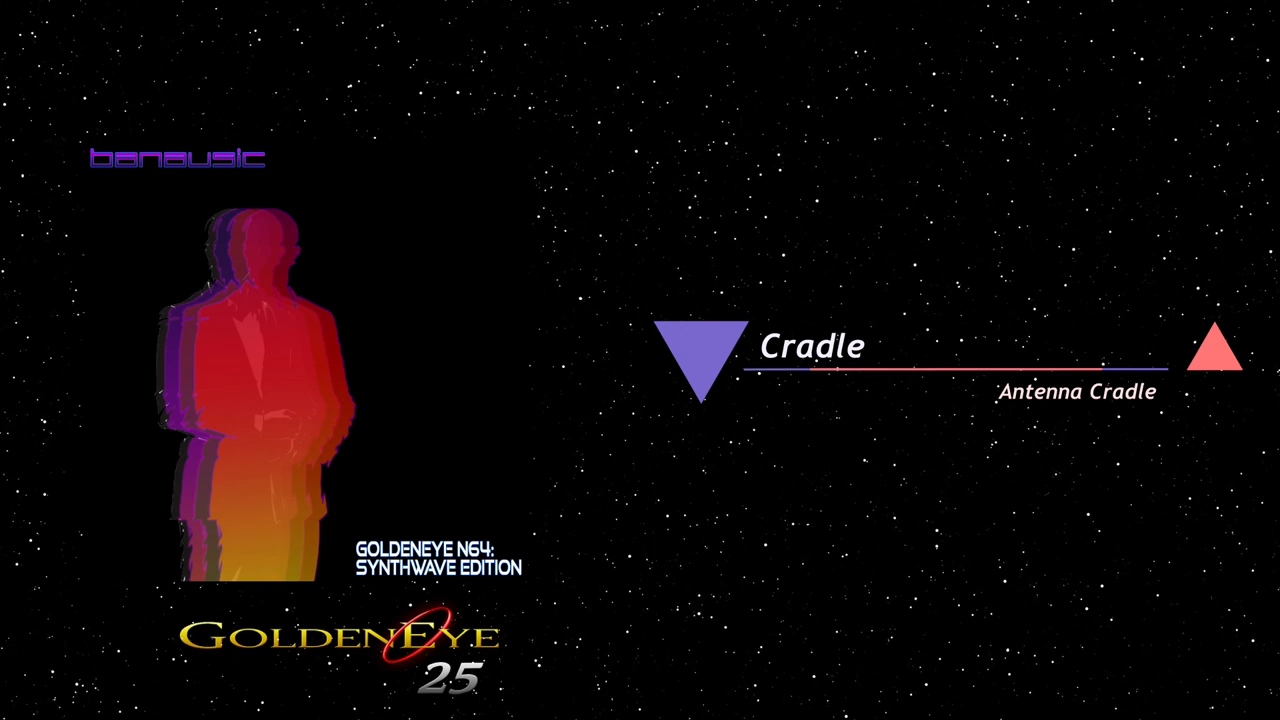 banausic
GOLDENEYE N64:
SYNTHWAVE EDITION
GOLDENEYE
25
Cradle
Antenna Cradle